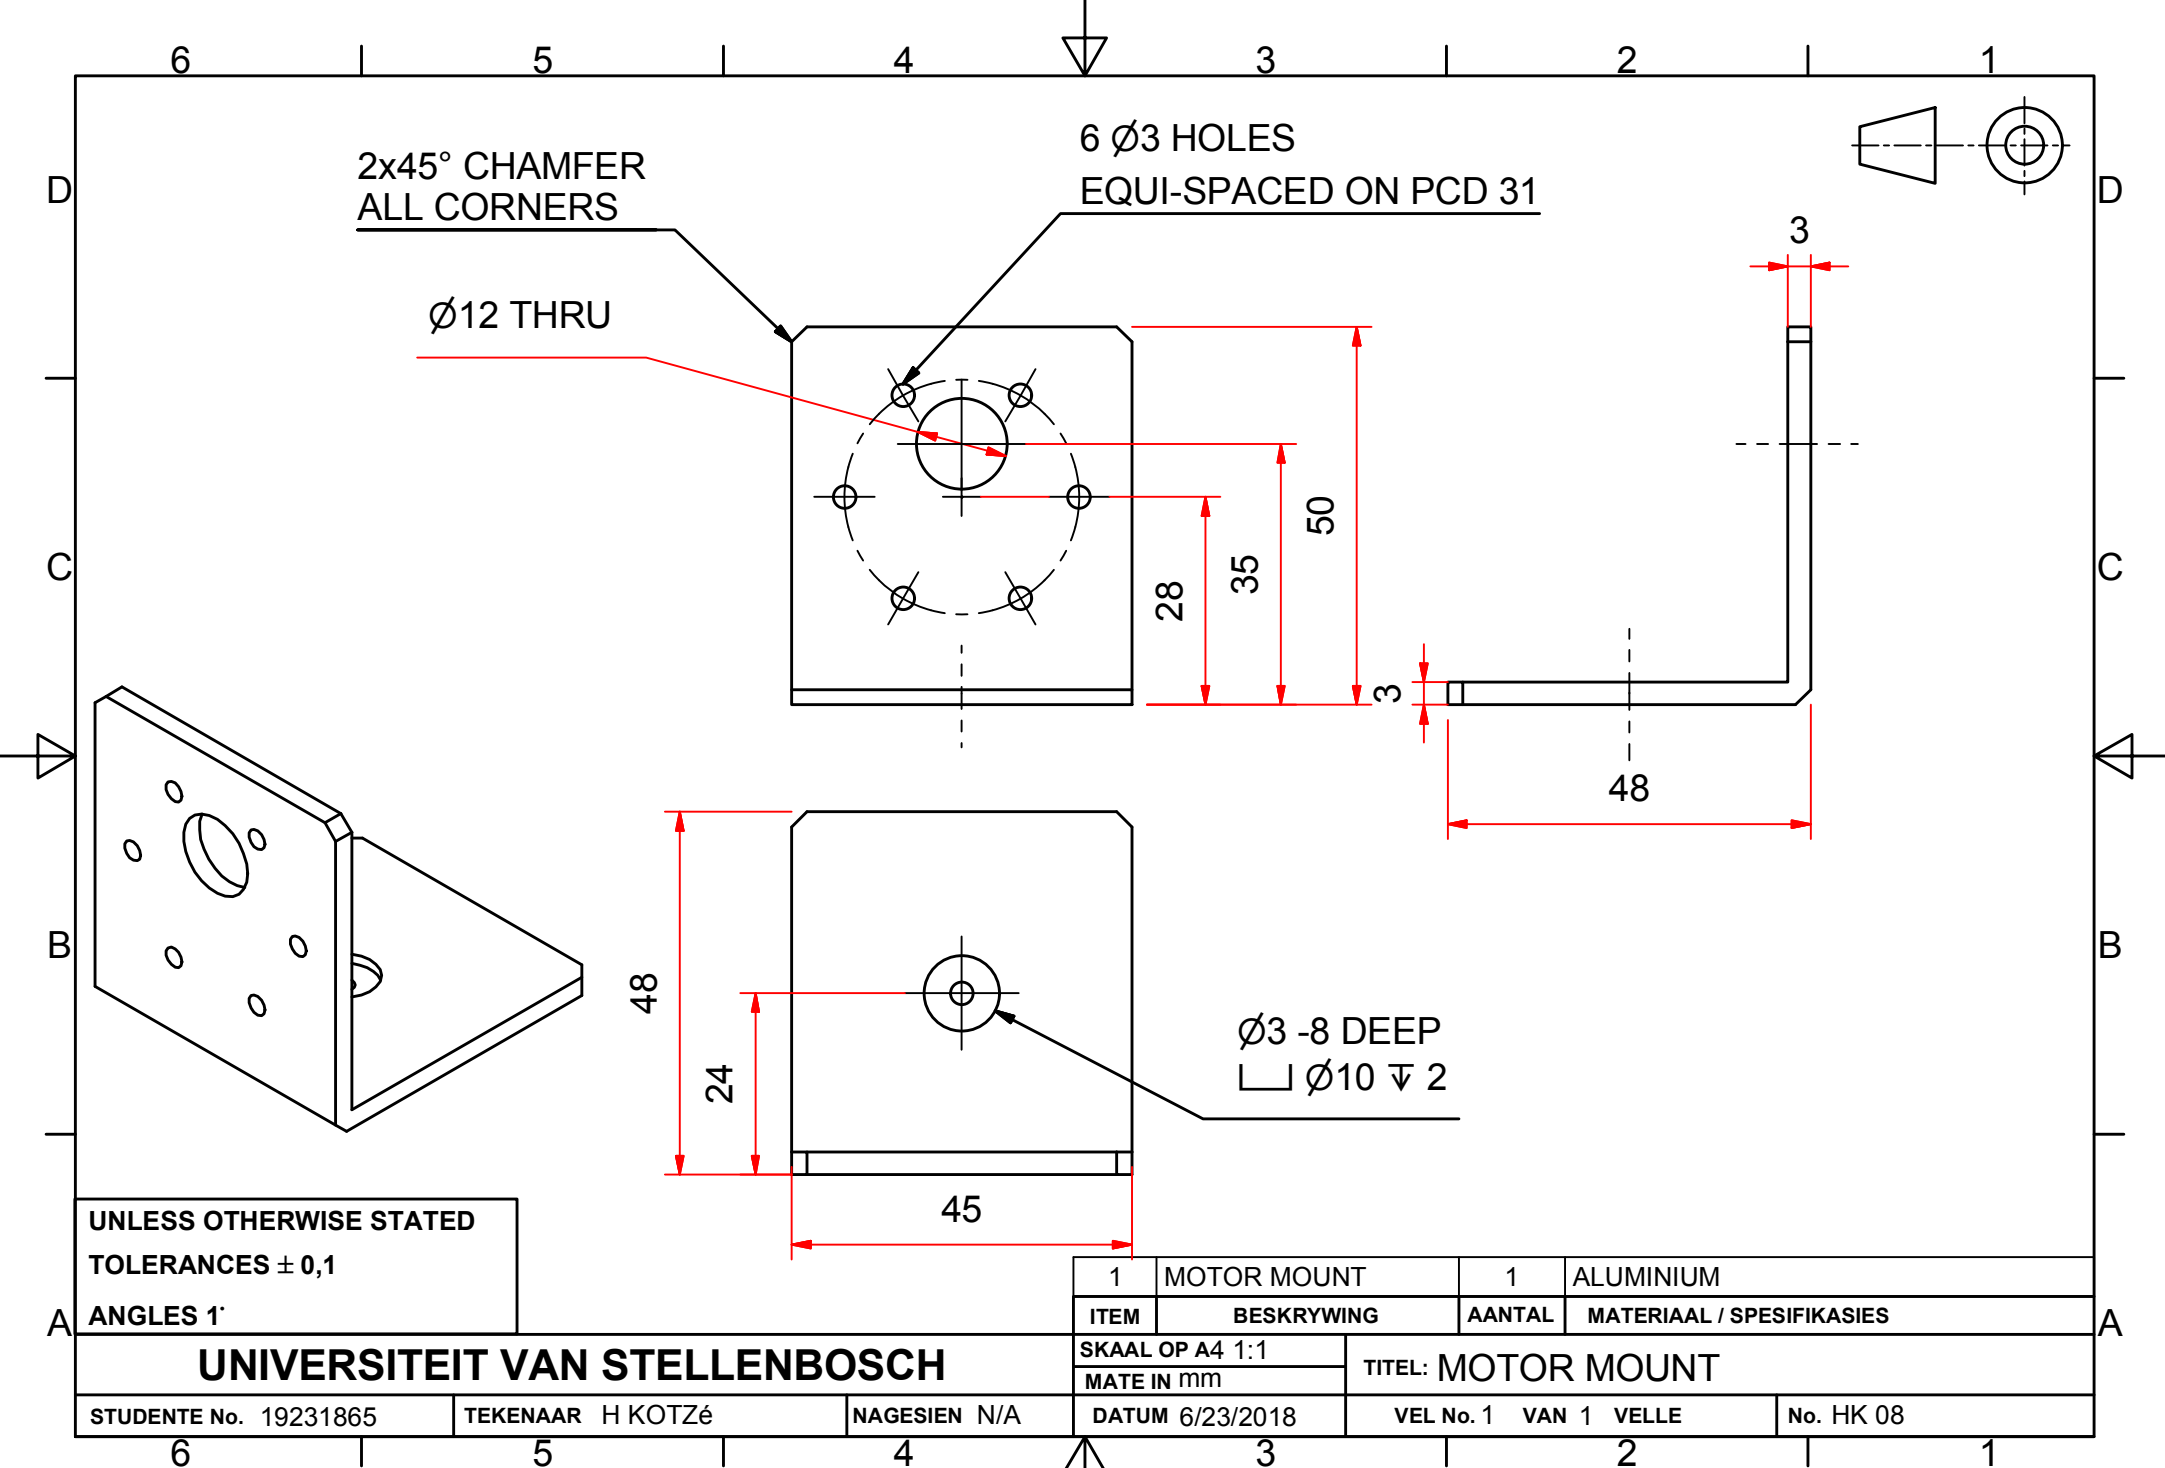 6 5 4 3 2 1
2x45° CHAMFER
ALL CORNERS
6 Ø3 HOLES
EQUI-SPACED ON PCD 31
D
D
Ø12 THRU
3
50
35
28
C
C
3
48
B
B
48
24
Ø3 -8 DEEP
⌴ Ø10 ↧ 2
45
UNLESS OTHERWISE STATED
TOLERANCES ± 0,1
ANGLES 1°
A
A
1 MOTOR MOUNT 1 ALUMINIUM
ITEM BESKRYWING AANTAL MATERIAAL / SPESIFIKASIES
UNIVERSITEIT VAN STELLENBOSCH
SKAAL OP A4 1:1
MATE IN mm
TITEL: MOTOR MOUNT
STUDENTE No. 19231865 TEKENAAR H KOTZé NAGESIEN N/A DATUM 6/23/2018 VEL No. 1 VAN 1 VELLE No. HK 08
6 5 4 3 2 1